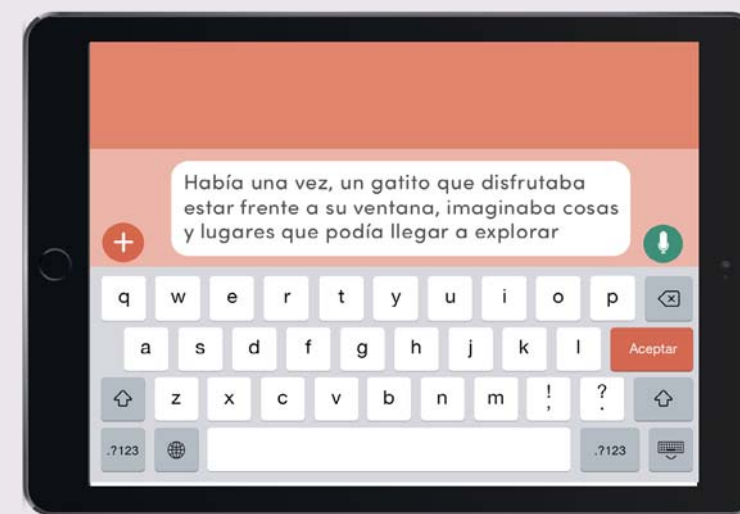 Había una vez, un gatito que disfrutaba
estar frente a su ventana, imaginaba cosas
y lugares que podía llegar a explorar
q w e r t y u i o p
a s d f g h j k l Aceptar
z x c v b n m ! , ? .
.?123 .?123